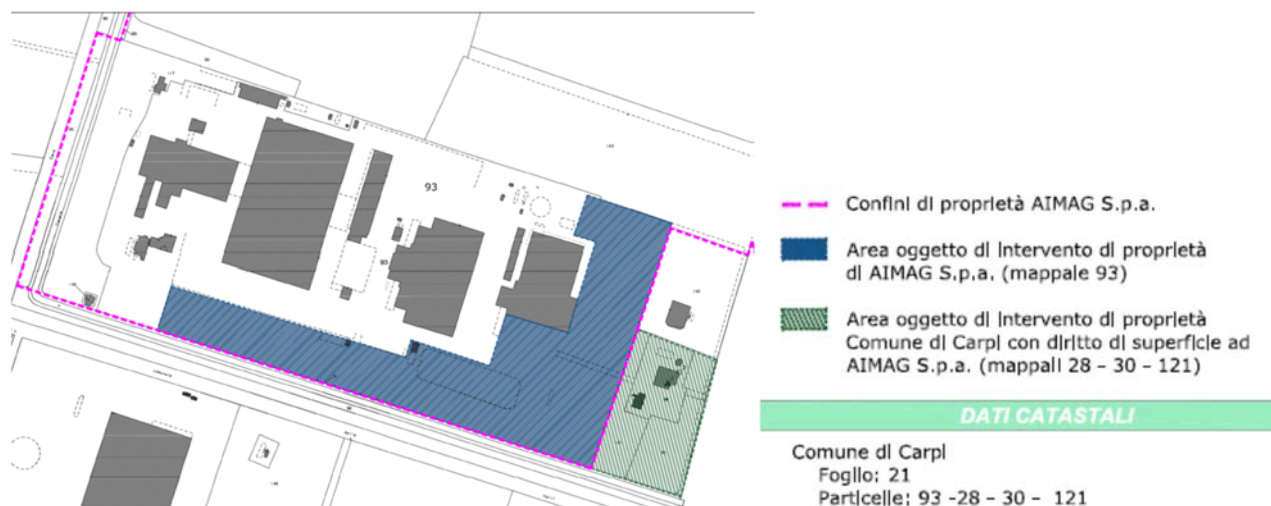 93
93
Confini di proprietà AIMAG S.p.a.
Area oggetto di intervento di proprietà
di AIMAG S.p.a. (mappale 93)
Area oggetto di intervento di proprietà
Comune di Carpi con diritto di superficie ad
AIMAG S.p.a. (mappali 28 – 30 – 121)
DATI CATASTALI
Comune di Carpi
Foglio: 21
Particelle: 93 -28 – 30 – 121